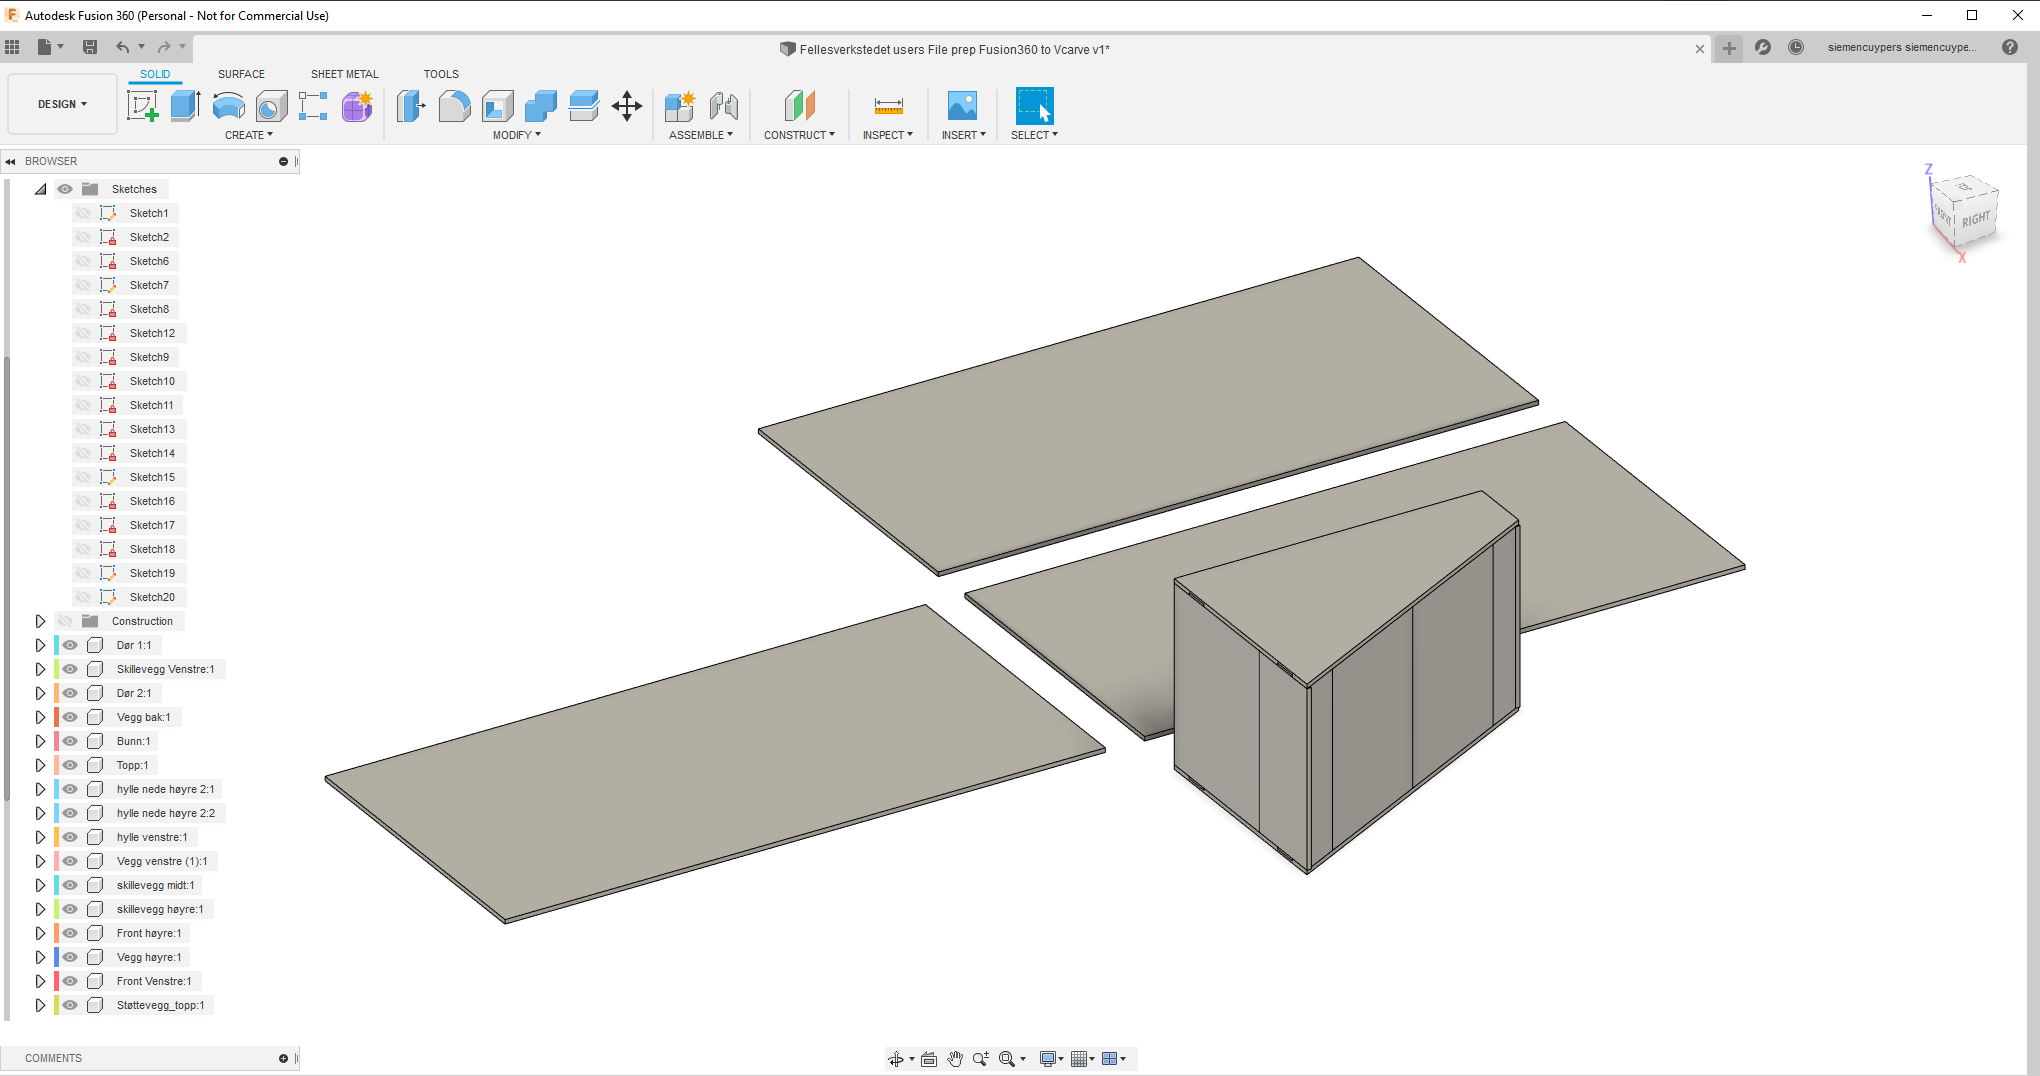 Autodesk Fusion 360 (Personal - Not for Commercial Use)
Fellesverkstedet users File prep Fusion360 to Vcarve v1*
siemencuypers siemencuype...
SOLID
SURFACE
SHEET METAL
TOOLS
DESIGN
CREATE
MODIFY
ASSEMBLE
CONSTRUCT
INSPECT
INSERT
SELECT
BROWSER
Sketches
Sketch1
Sketch2
Sketch6
Sketch7
Sketch8
Sketch12
Sketch9
Sketch10
Sketch11
Sketch13
Sketch14
Sketch15
Sketch16
Sketch17
Sketch18
Sketch19
Sketch20
Construction
Dør 1:1
Skillevegg Venstre:1
Dør 2:1
Vegg bak:1
Bunn:1
Topp:1
hylle nede høyre 2:1
hylle nede høyre 2:2
hylle venstre:1
Vegg venstre (1):1
skillevegg midt:1
skillevegg høyre:1
Front høyre:1
Vegg høyre:1
Front Venstre:1
Støttevegg_topp:1
COMMENTS
Z
FRONT
RIGHT
X